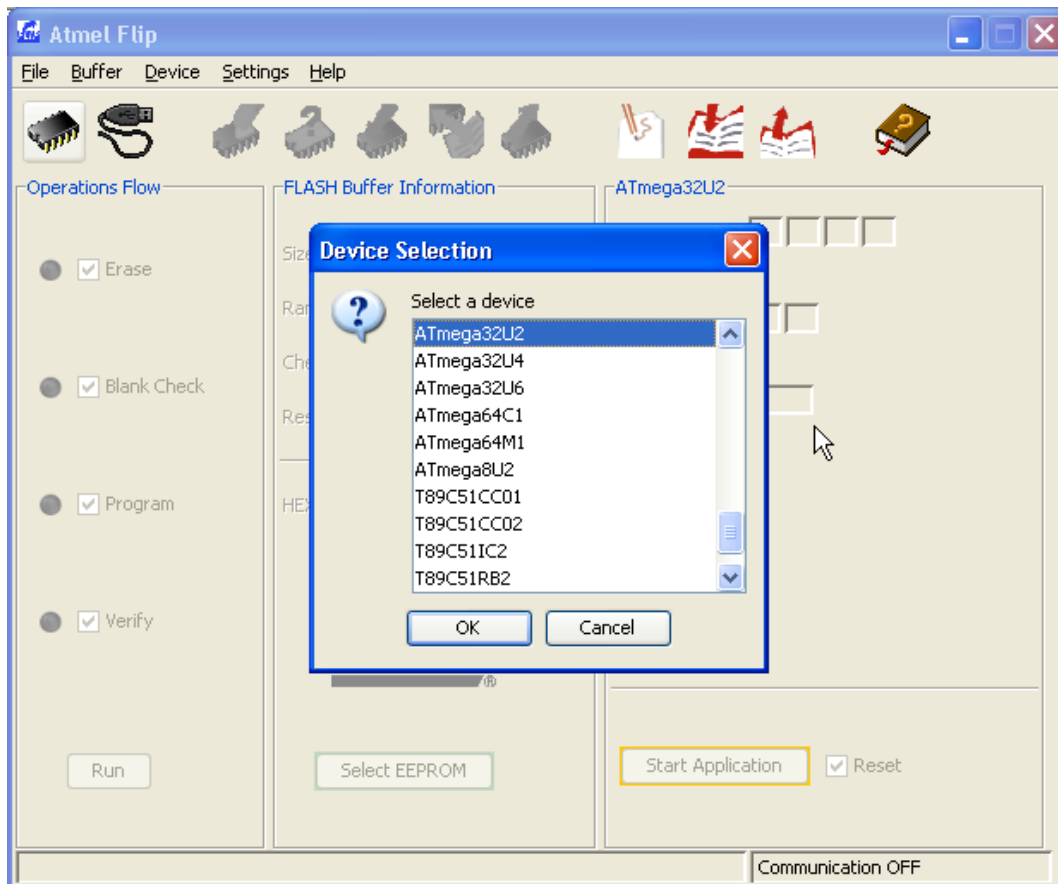 Atmel Flip
File Buffer Device Settings Help
Operations Flow
Erase
Blank Check
Program
Verify
Run
FLASH Buffer Information
Size
HEX
Select EEPROM
ATmega32U2
Start Application
Reset
Device Selection
Select a device
ATmega32U2
ATmega32U4
ATmega32U6
ATmega64C1
ATmega64M1
ATmega8U2
T89C51CC01
T89C51CC02
T89C51IC2
T89C51RB2
OK Cancel
®
Communication OFF